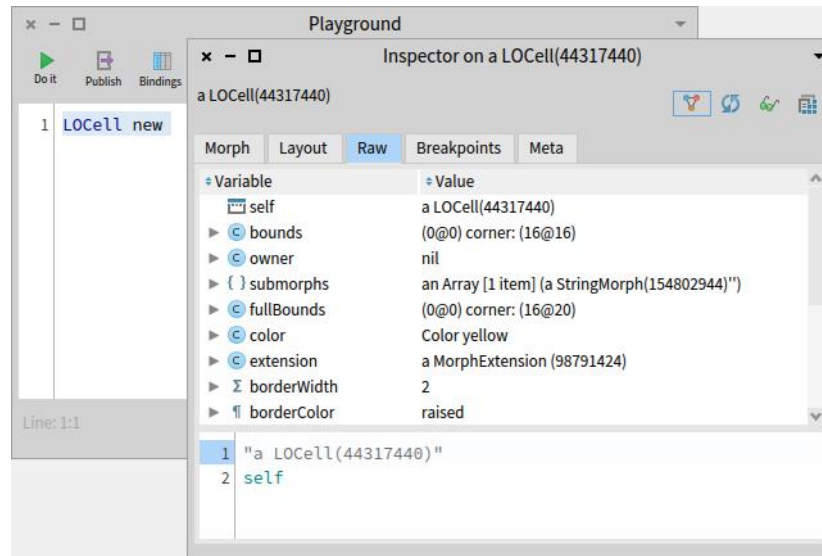 Playground
Do it
Publish
Bindings
1 LOCell new
Line: 1:1
Inspector on a LOCell(44317440)
a LOCell(44317440)
Morph Layout Raw Breakpoints Meta
Variable Value
self a LOCell(44317440)
bounds (0@0) corner: (16@16)
owner nil
{ } submorphs an Array [1 item] (a StringMorph(154802944)'')
fullBounds (0@0) corner: (16@20)
color Color yellow
extension a MorphExtension (98791424)
Σ borderWidth 2
¶ borderColor raised
1 "a LOCell(44317440)"
2 self